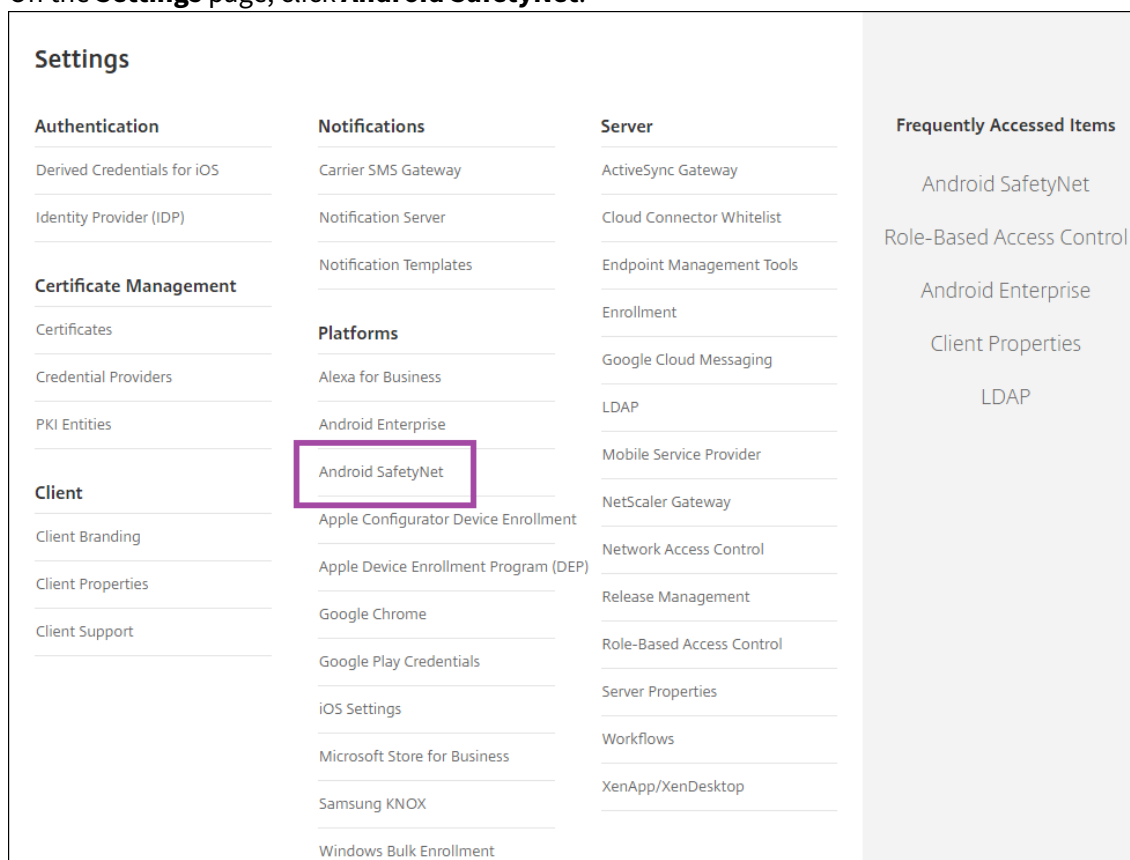 On the Settings page, click Android SafetyNet.
Settings
Authentication
Derived Credentials for iOS
Identity Provider (IDP)
Certificate Management
Certificates
Credential Providers
PKI Entities
Client
Client Branding
Client Properties
Client Support
Notifications
Carrier SMS Gateway
Notification Server
Notification Templates
Platforms
Alexa for Business
Android Enterprise
Android SafetyNet
Apple Configurator Device Enrollment
Apple Device Enrollment Program (DEP)
Google Chrome
Google Play Credentials
iOS Settings
Microsoft Store for Business
Samsung KNOX
Windows Bulk Enrollment
Server
ActiveSync Gateway
Cloud Connector Whitelist
Endpoint Management Tools
Enrollment
Google Cloud Messaging
LDAP
Mobile Service Provider
NetScaler Gateway
Network Access Control
Release Management
Role-Based Access Control
Server Properties
Workflows
XenApp/XenDesktop
Frequently Accessed Items
Android SafetyNet
Role-Based Access Control
Android Enterprise
Client Properties
LDAP